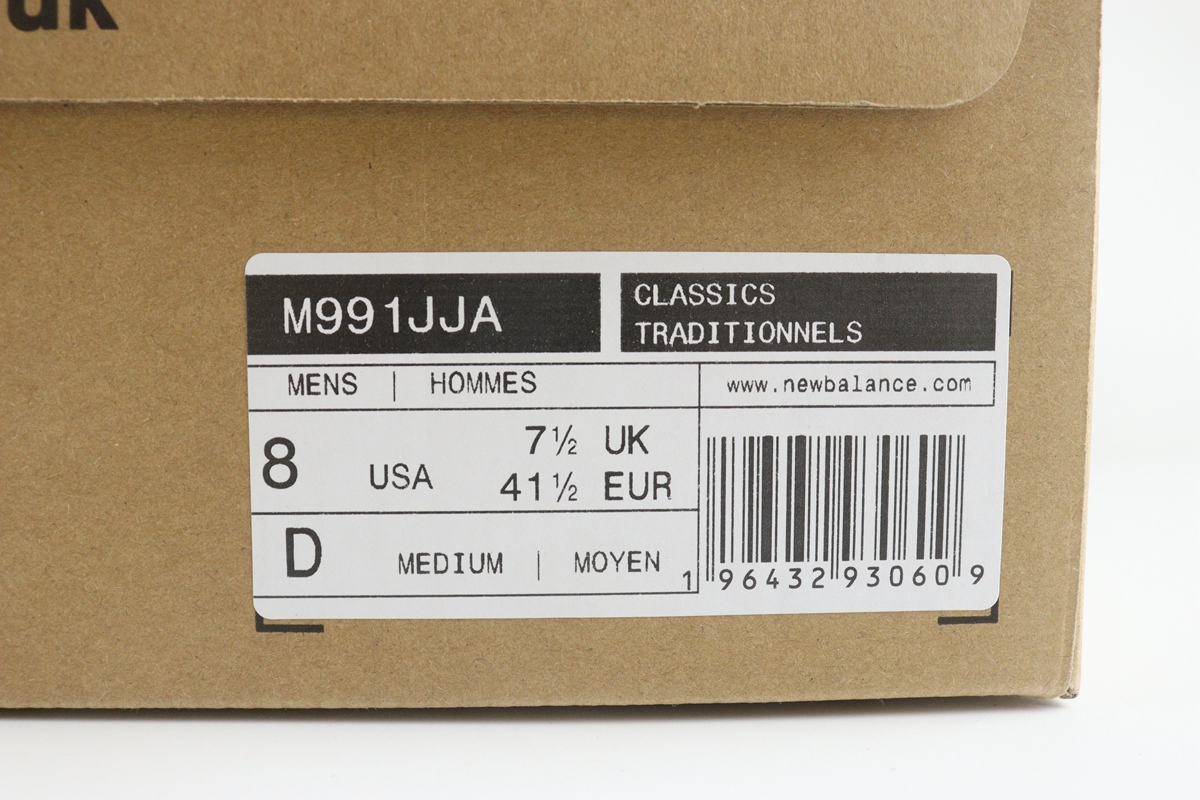 uk
M991JJA
CLASSICS
TRADITIONNELS
MENS | HOMMES
www.newbalance.com
8 USA
7½ UK
41½ EUR
D MEDIUM | MOYEN
1 96432 93060 9